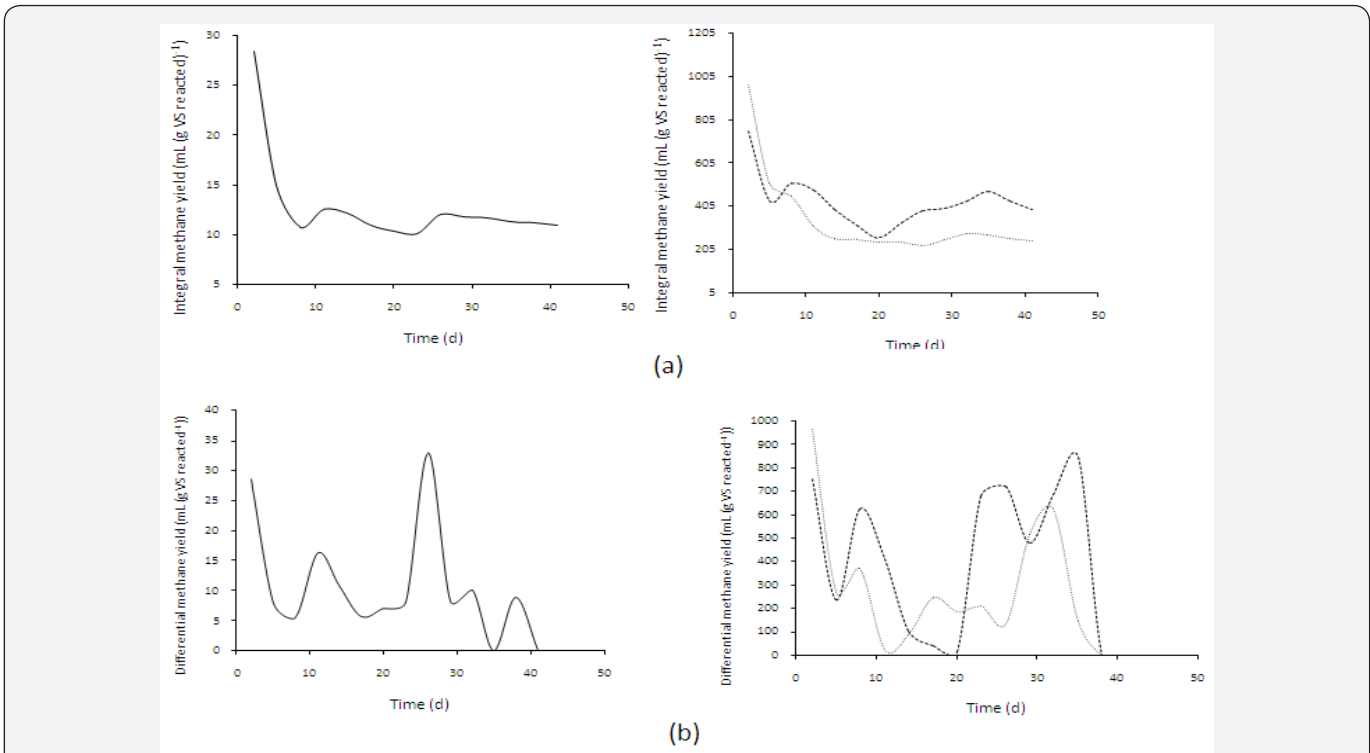 Integral methane yield (mL (g VS reacted)-1)
30
25
20
15
10
5
0 10 20 30 40 50
Time (d)
Integral methane yield (mL (g VS reacted)-1)
1205
1005
805
605
405
205
5
0 10 20 30 40 50
Time (d)
(a)
Differential methane yield (mL (g VS reacted-1))
40
35
30
25
20
15
10
5
0
0 10 20 30 40 50
Time (d)
Differential methane yield (mL (g VS reacted-1))
1000
900
800
700
600
500
400
300
200
100
0
0 10 20 30 40 50
Time (d)
(b)